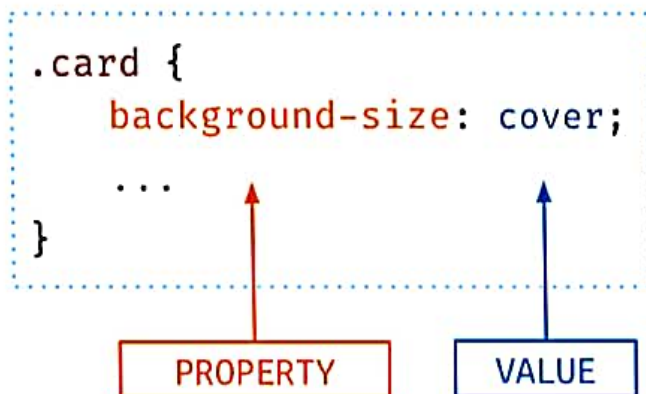 .card {
background-size: cover;
...
}
PROPERTY VALUE